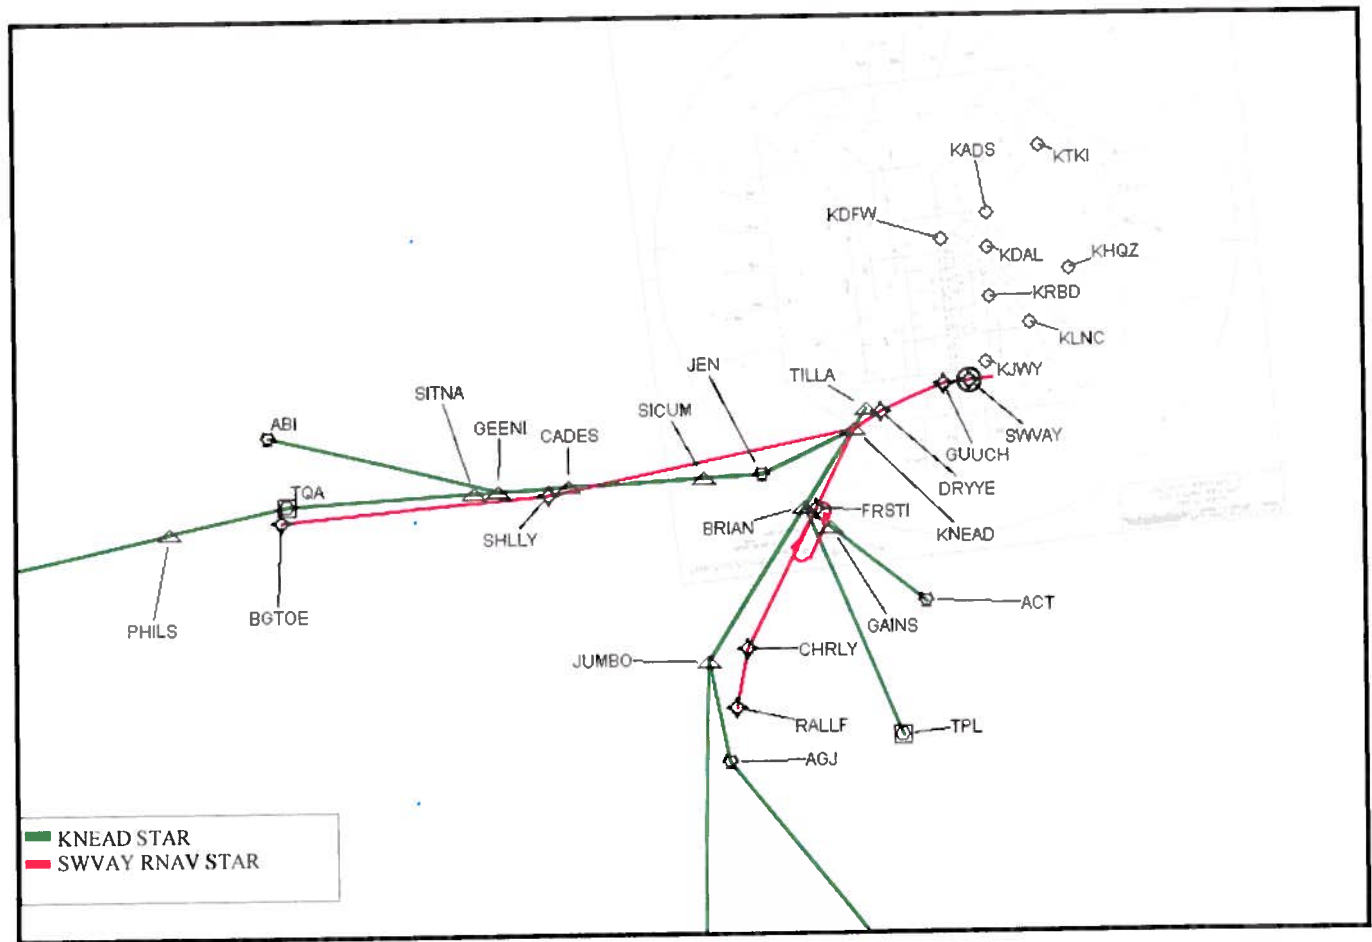 KTKI
KADS
KDFW
KDAL
KHQZ
KRBD
KLNC
KJWY
JEN
TILLA
SITNA
SICUM
ABI
GEENI
CADES
SWVAY
GUUCH
DRYYE
TQA
FRSTI
BRIAN
KNEAD
SHLLY
ACT
BGTOE
GAINS
PHILS
CHRLY
JUMBO
RALLF
TPL
AGJ
KNEAD STAR
SWVAY RNAV STAR